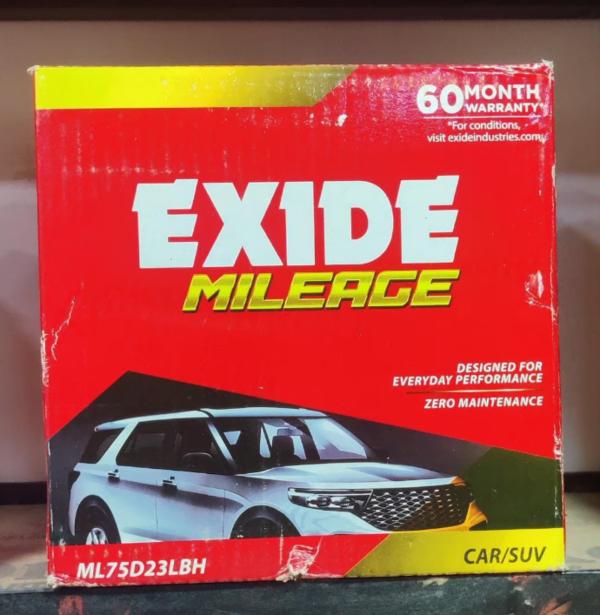 60 MONTH
WARRANTY*
*For conditions,
visit exideindustries.com
EXIDE
MILEAGE
DESIGNED FOR
EVERYDAY PERFORMANCE
ZERO MAINTENANCE
ML75D23LBH
CAR/SUV